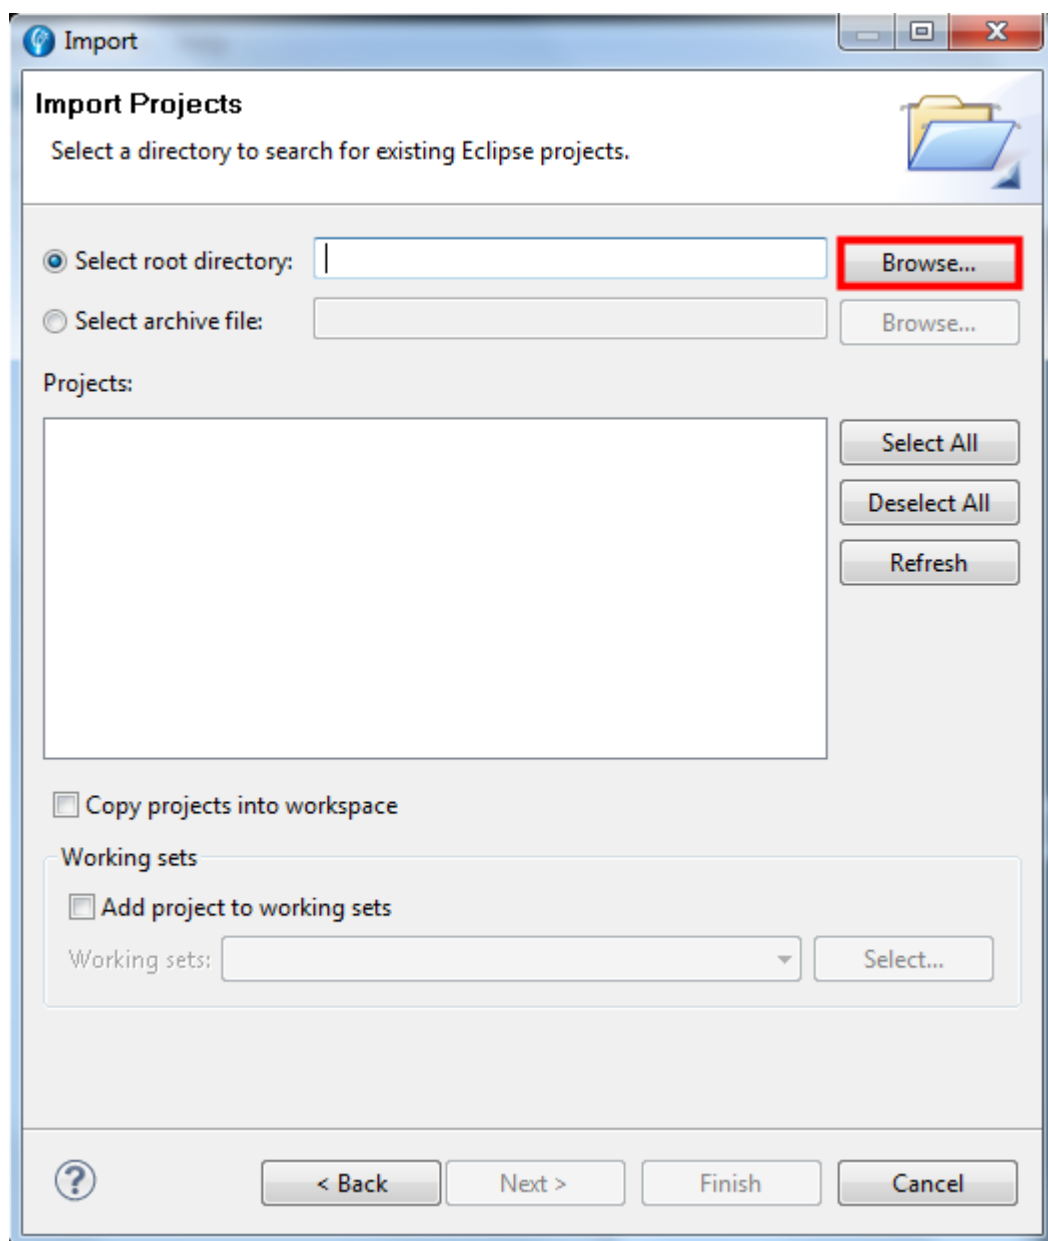 Import
Import Projects
Select a directory to search for existing Eclipse projects.
Select root directory:
Browse...
Select archive file:
Browse...
Projects:
Select All
Deselect All
Refresh
Copy projects into workspace
Working sets
Add project to working sets
Working sets:
Select...
?
< Back
Next >
Finish
Cancel